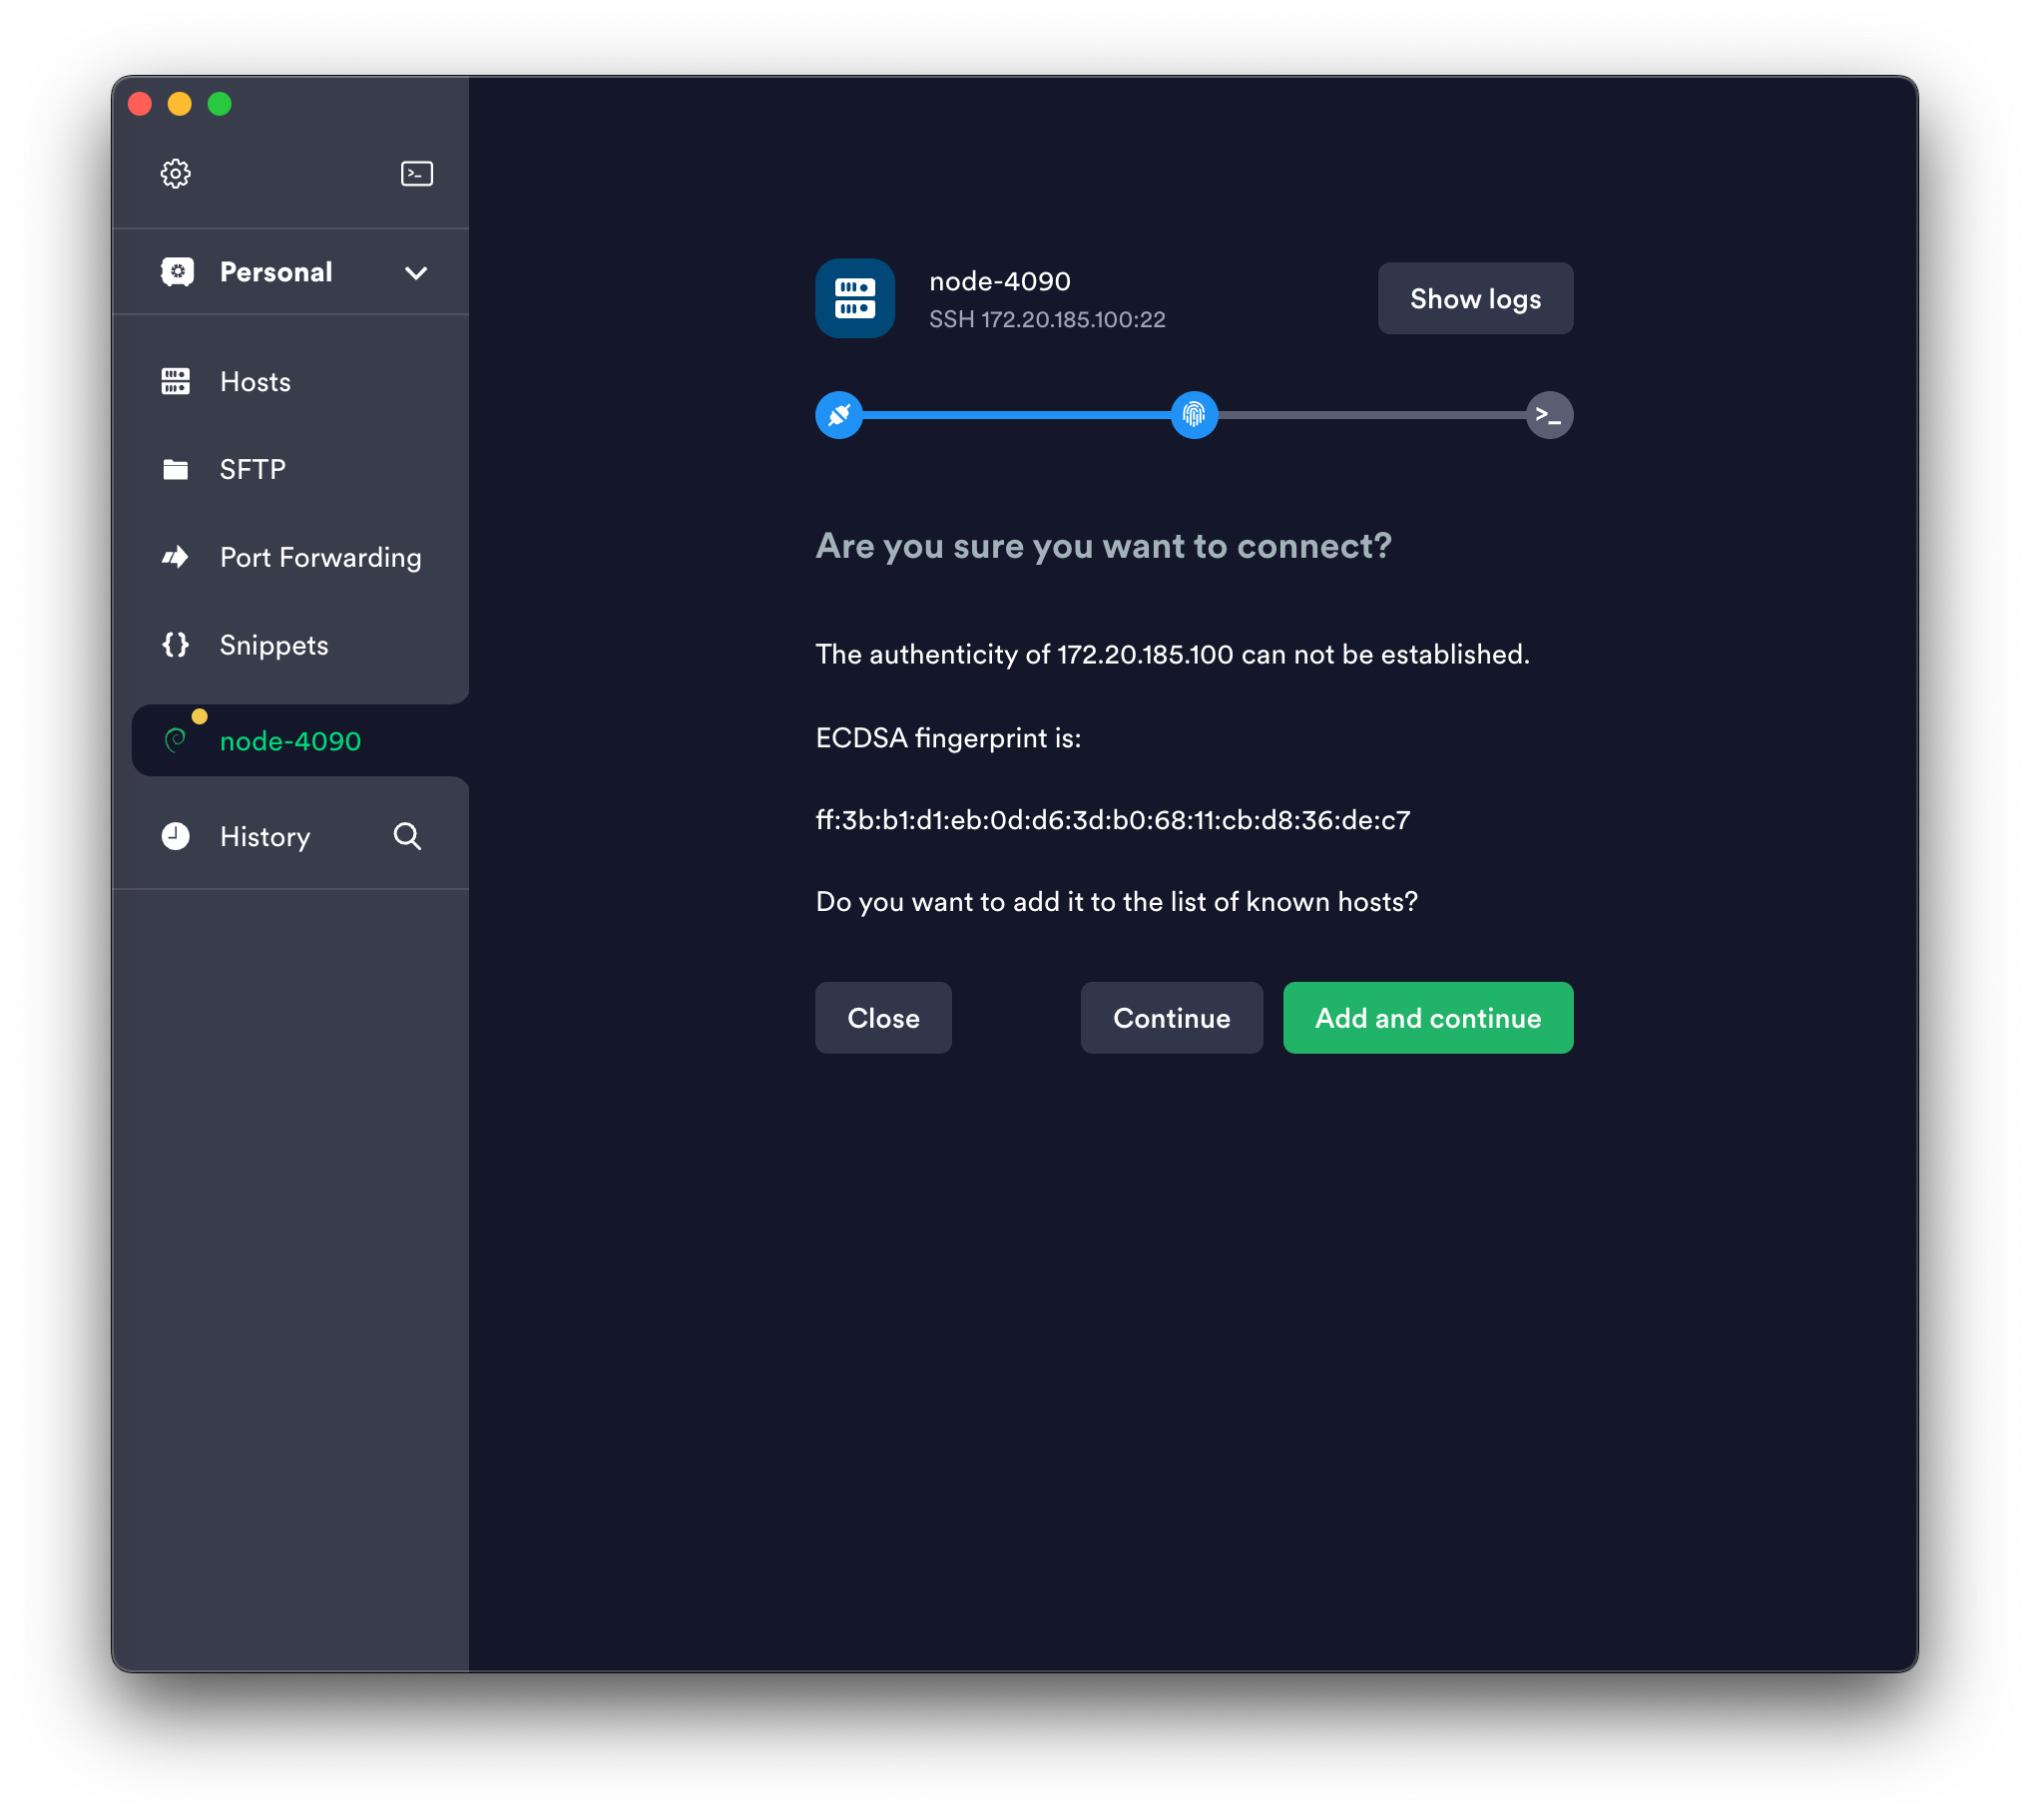 Personal
Hosts
SFTP
Port Forwarding
Snippets
node-4090
History
node-4090
SSH 172.20.185.100:22
Show logs
Are you sure you want to connect?
The authenticity of 172.20.185.100 can not be established.
ECDSA fingerprint is:
ff:3b:b1:d1:eb:0d:d6:3d:b0:68:11:cb:d8:36:de:c7
Do you want to add it to the list of known hosts?
Close
Continue
Add and continue